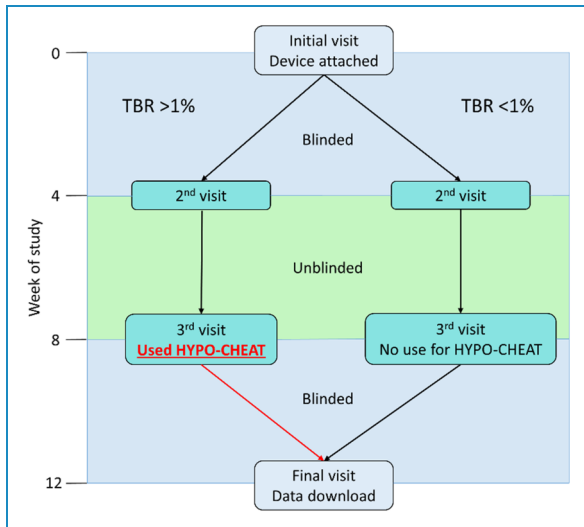 Initial visit
Device attached
0
TBR >1%
TBR <1%
Blinded
2nd visit
2nd visit
4
Unblinded
Week of study
3rd visit
Used HYPO-CHEAT
3rd visit
No use for HYPO-CHEAT
8
Blinded
Final visit
Data download
12